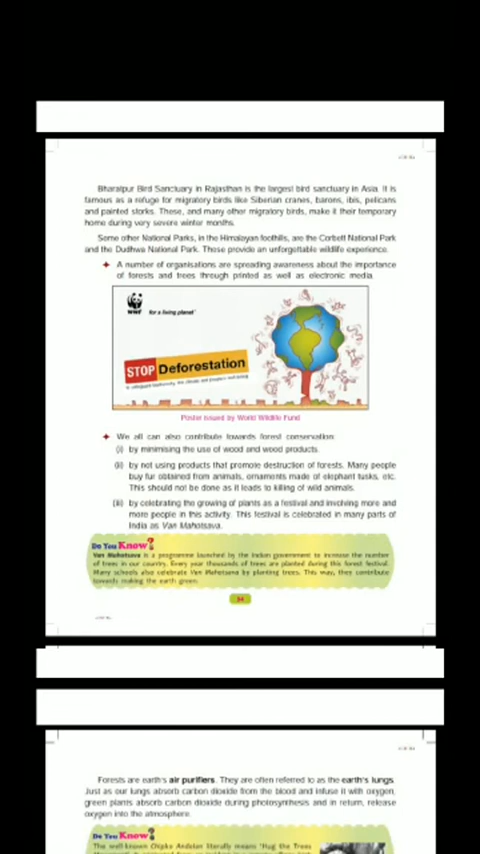 Bharatpur Bird Sanctuary in Rajasthan is the largest bird sanctuary in Asia. It is
famous as a refuge for migratory birds like Siberian cranes, barons, ibis, pelicans
and painted storks. These, and many other migratory birds, make it their temporary
home during very severe winter months.
Some other National Parks, in the Himalayan foothills, are the Corbett National Park
and the Dudhwa National Park. These provide an unforgettable wildlife experience.
A number of organisations are spreading awareness about the importance
of forests and trees through printed as well as electronic media.
WWF for a living planet
STOP Deforestation
to safeguard biodiversity, the climate and people's well-being
Poster issued by World Wildlife Fund
We all can also contribute towards forest conservation
(i) by minimising the use of wood and wood products.
(ii) by not using products that promote destruction of forests. Many people
buy fur obtained from animals, ornaments made of elephant tusks, etc.
This should not be done as it leads to killing of wild animals.
(iii) by celebrating the growing of plants as a festival and involving more and
more people in this activity. This festival is celebrated in many parts of
India as Van Mahotsava.
Do You Know?
Van Mahotsava is a programme launched by the Indian government to increase the number
of trees in our country. Every year thousands of trees are planted during this forest festival.
Many schools also celebrate Van Mahotsava by planting trees. This way, they contribute
towards making the earth green.
Forests are earth's air purifiers. They are often referred to as the earth's lungs.
Just as our lungs absorb carbon dioxide from the blood and infuse it with oxygen,
green plants absorb carbon dioxide during photosynthesis and in return, release
oxygen into the atmosphere.
Do You Know?
The well-known Chipko Andolan literally means 'Hug the Trees